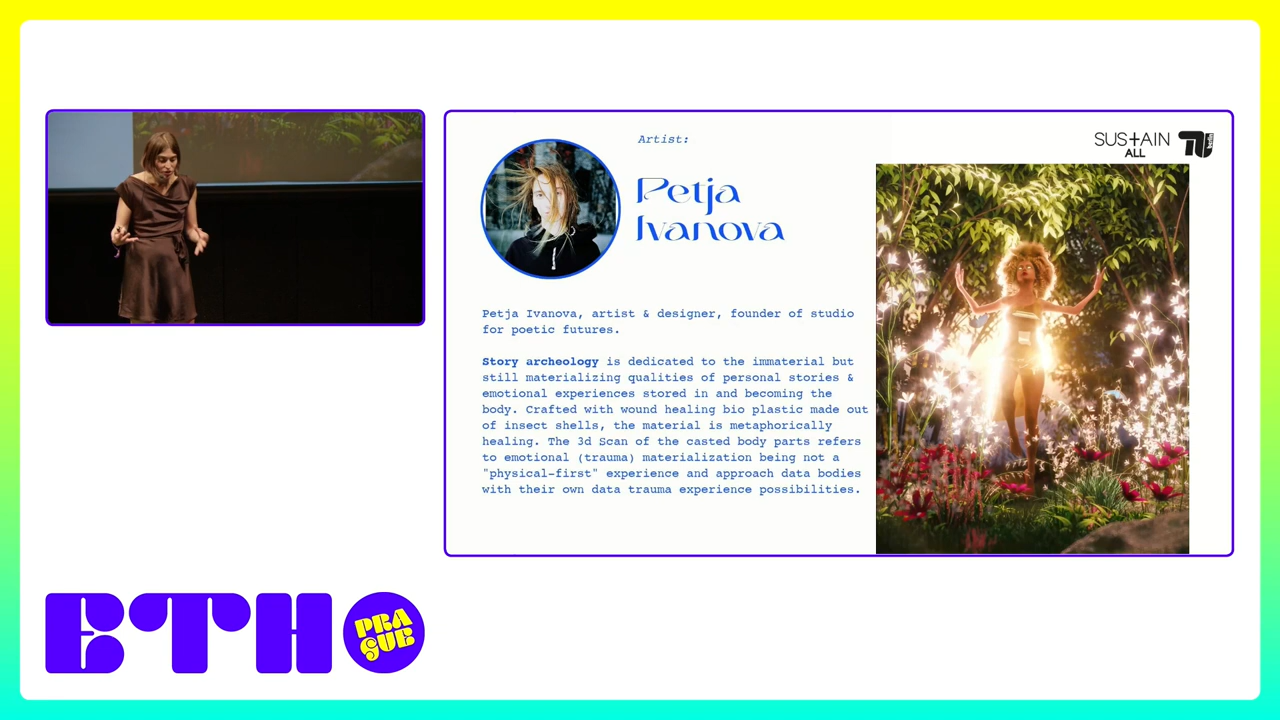 Artist:
SUSTAIN
ALL
TU berlin
Petja
Ivanova
Petja Ivanova, artist & designer, founder of studio
for poetic futures.
Story archeology is dedicated to the immaterial but
still materializing qualities of personal stories &
emotional experiences stored in and becoming the
body. Crafted with wound healing bio plastic made out
of insect shells, the material is metaphorically
healing. The 3d Scan of the casted body parts refers
to emotional (trauma) materialization being not a
"physical-first" experience and approach data bodies
with their own data trauma experience possibilities.
ETH
PRA
GUE